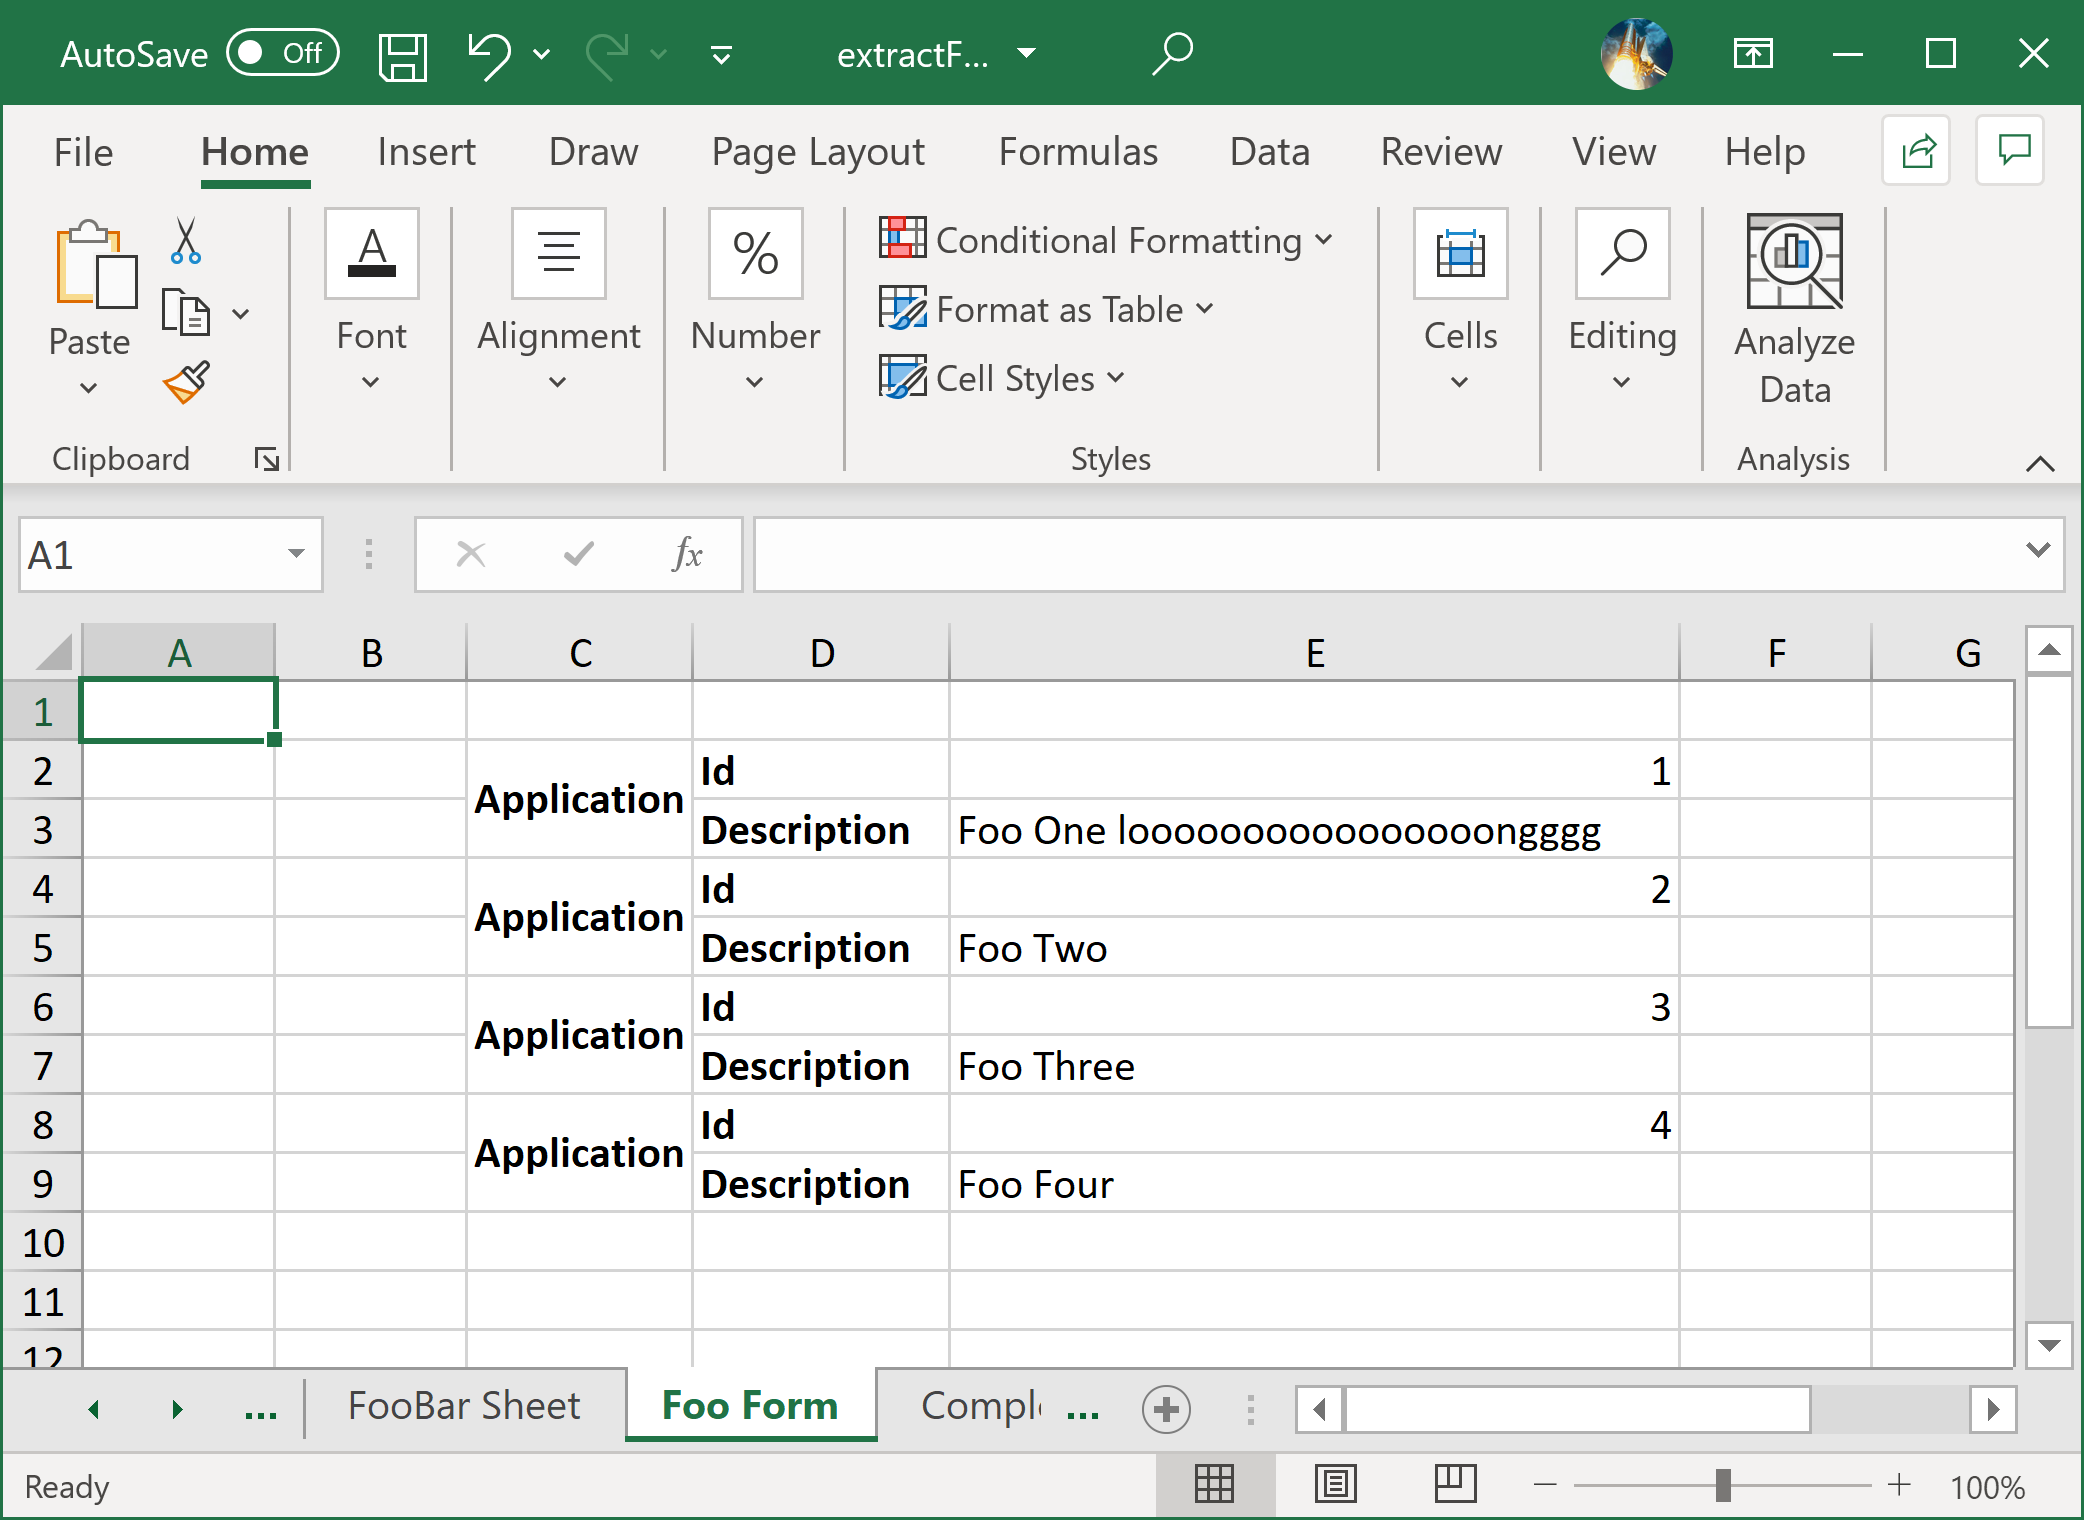 AutoSave Off extractF...
File Home Insert Draw Page Layout Formulas Data Review View Help
Paste Font Alignment Number Conditional Formatting Cells Editing Analyze Data
Format as Table
Cell Styles
Clipboard Styles Analysis
A1 fx
A B C D E F G
1
2 Application Id 1
3 Description Foo One looooooooooooooongggg
4 Application Id 2
5 Description Foo Two
6 Application Id 3
7 Description Foo Three
8 Application Id 4
9 Description Foo Four
10
11
12
... FooBar Sheet Foo Form Compl ...
Ready 100%